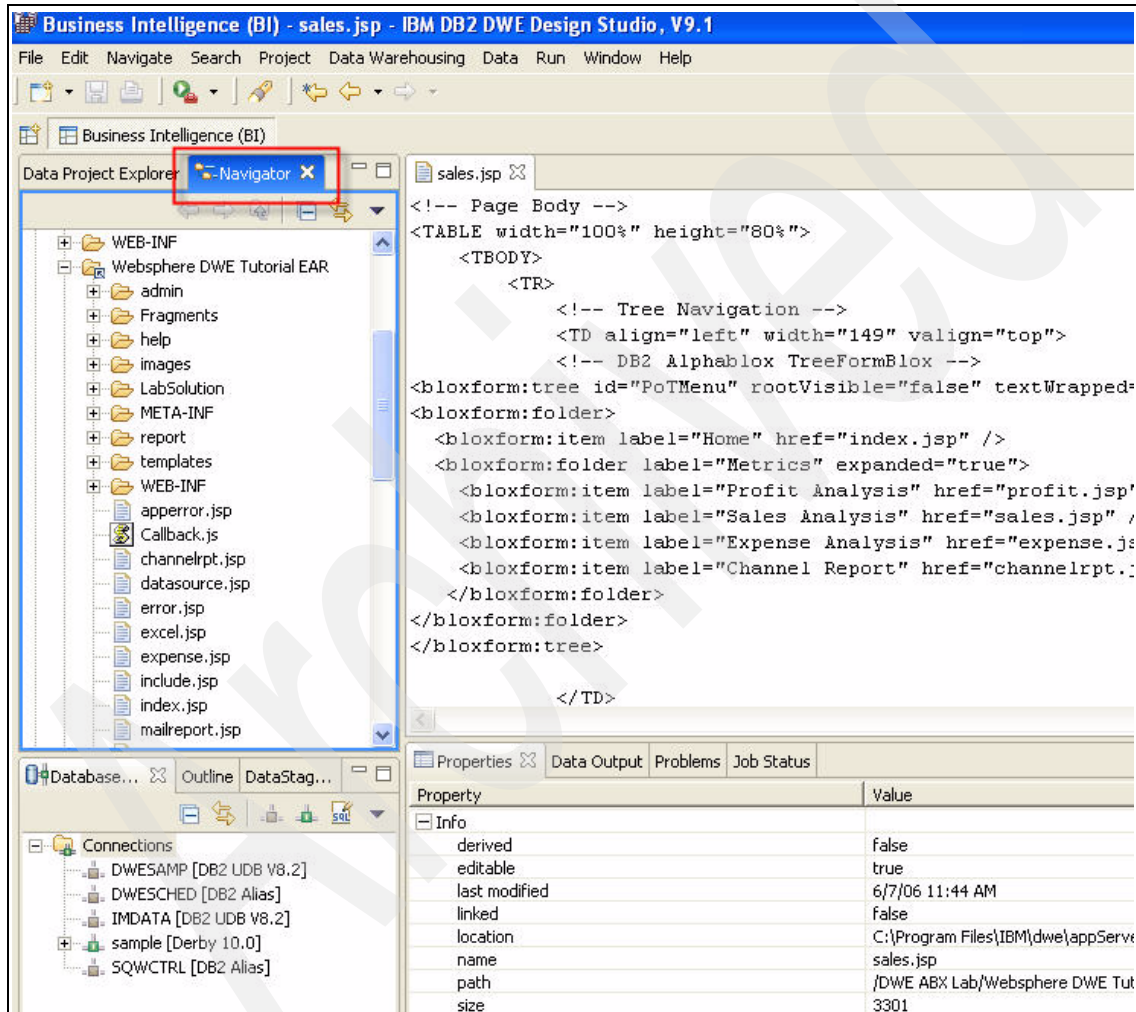 Business Intelligence (BI) - sales.jsp - IBM DB2 DWE Design Studio, V9.1
File Edit Navigate Search Project Data Warehousing Data Run Window Help
Business Intelligence (BI)
Data Project Explorer Navigator
WEB-INF
Websphere DWE Tutorial EAR
admin
Fragments
help
images
LabSolution
META-INF
report
templates
WEB-INF
apperror.jsp
Callback.js
channelrpt.jsp
datasource.jsp
error.jsp
excel.jsp
expense.jsp
include.jsp
index.jsp
mailreport.jsp
sales.jsp
<!-- Page Body -->
<TABLE width="100%" height="80%">
<TBODY>
<TR>
<!-- Tree Navigation -->
<TD align="left" width="149" valign="top">
<!-- DB2 Alphablox TreeFormBlox -->
<bloxform:tree id="PoTMenu" rootVisible="false" textWrapped=
<bloxform:folder>
<bloxform:item label="Home" href="index.jsp" />
<bloxform:folder label="Metrics" expanded="true">
<bloxform:item label="Profit Analysis" href="profit.jsp"
<bloxform:item label="Sales Analysis" href="sales.jsp" /
<bloxform:item label="Expense Analysis" href="expense.js
<bloxform:item label="Channel Report" href="channelrpt.j
</bloxform:folder>
</bloxform:folder>
</bloxform:tree>
</TD>
Database... Outline DataStag...
SQL
Connections
DWESAMP [DB2 UDB V8.2]
DWESCHED [DB2 Alias]
IMDATA [DB2 UDB V8.2]
sample [Derby 10.0]
SQWCTRL [DB2 Alias]
Properties Data Output Problems Job Status
Property Value
Info
derived false
editable true
last modified 6/7/06 11:44 AM
linked false
location C:\Program Files\IBM\dwe\appServe
name sales.jsp
path /DWE ABX Lab/Websphere DWE Tut
size 3301
Archived